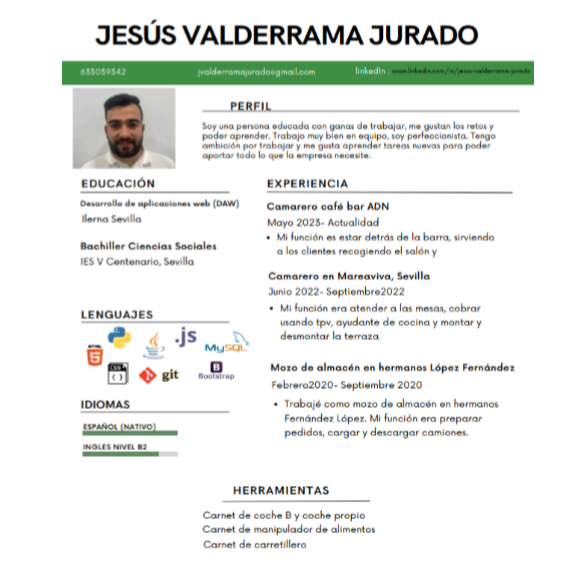 JESÚS VALDERRAMA JURADO
633039342 jvalderramajurado@gmail.com linkedIn : www.linkedin.com/in/jesus-valderrama-jurado
PERFIL
Soy una persona educada con ganas de trabajar, me gustan los retos y
poder aprender. Trabajo muy bien en equipo, soy perfeccionista. Tengo
ambición por trabajar y me gusta aprender tareas nuevas para poder
aportar todo lo que la empresa necesite.
EDUCACIÓN
Desarrollo de aplicaciones web (DAW)
Ilerna Sevilla
Bachiller Ciencias Sociales
IES V Centenario, Sevilla
LENGUAJES
HTML
5
Java
.js
MySQL
{ }
git
B
Bootstrap
IDIOMAS
ESPAÑOL (NATIVO)
INGLES NIVEL B2
EXPERIENCIA
Camarero café bar ADN
Mayo 2023- Actualidad
• Mi función es estar detrás de la barra, sirviendo
a los clientes recogiendo el salón y
Camarero en Mareaviva, Sevilla
Junio 2022- Septiembre2022
• Mi función era atender a las mesas, cobrar
usando tpv, ayudante de cocina y montar y
desmontar la terraza
Mozo de almacén en hermanos López Fernández
Febrero2020- Septiembre 2020
• Trabajé como mozo de almacén en hermanos
Fernández López. Mi función era preparar
pedidos, cargar y descargar camiones.
HERRAMIENTAS
Carnet de coche B y coche propio
Carnet de manipulador de alimentos
Carnet de carretillero